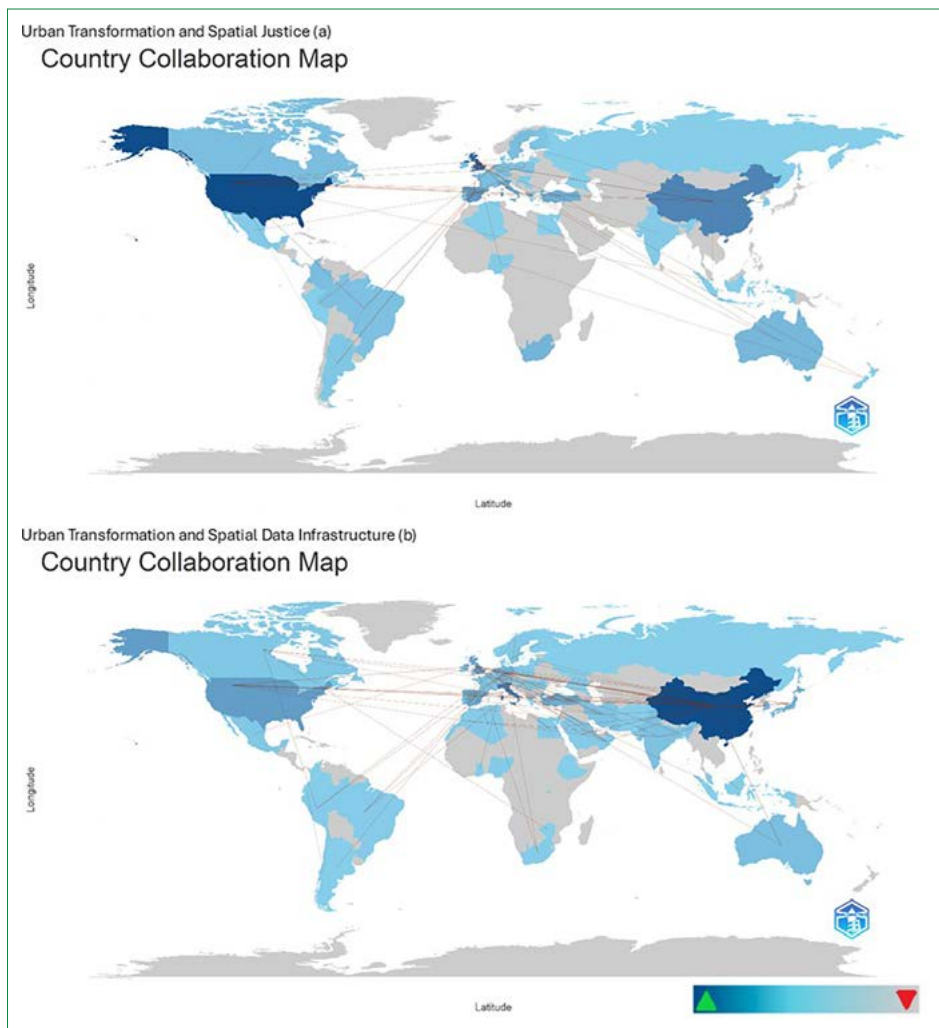 Urban Transformation and Spatial Justice (a)
Country Collaboration Map
Longitude
Latitude
Urban Transformation and Spatial Data Infrastructure (b)
Country Collaboration Map
Longitude
Latitude